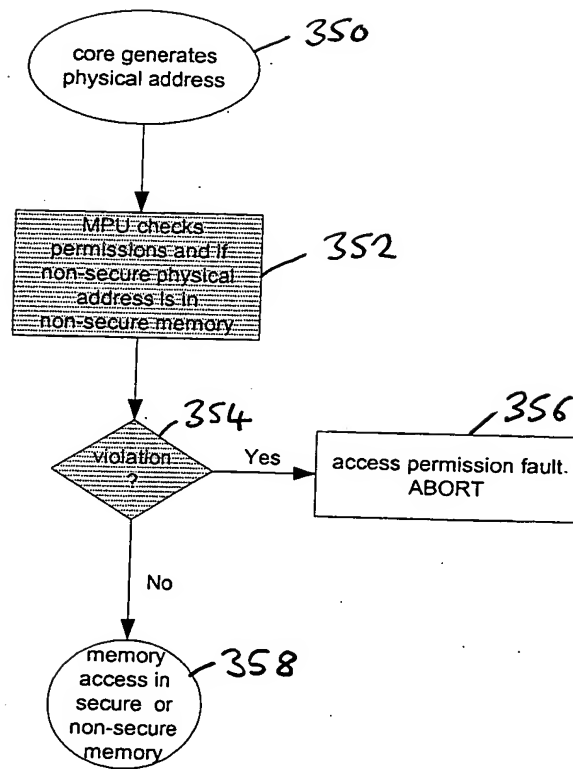 core generates
physical address
350
MPU checks
permissions and if
non-secure physical
address is in
non-secure memory
352
violation
?
354
Yes
356
access permission fault.
ABORT
No
memory
access in
secure or
non-secure
memory
358